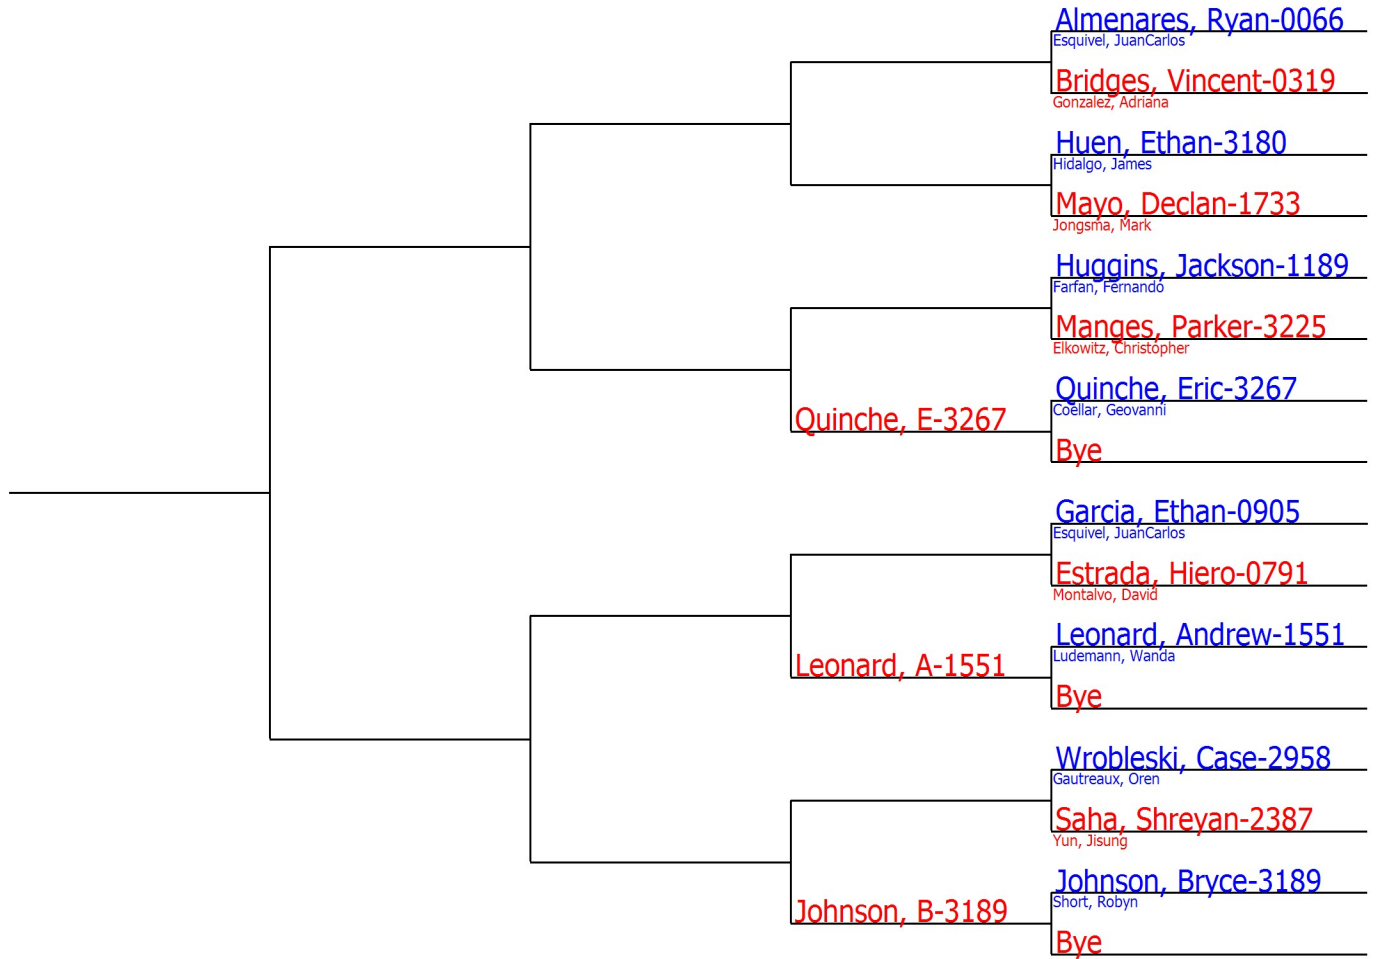 Almenares, Ryan-0066
Esquivel, JuanCarlos
Bridges, Vincent-0319
Gonzalez, Adriana
Huen, Ethan-3180
Hidalgo, James
Mayo, Declan-1733
Jongsma, Mark
Huggins, Jackson-1189
Farfan, Fernando
Manges, Parker-3225
Elkowitz, Christopher
Quinche, Eric-3267
Coellar, Geovanni
Quinche, E-3267
Bye
Garcia, Ethan-0905
Esquivel, JuanCarlos
Estrada, Hiero-0791
Montalvo, David
Leonard, Andrew-1551
Ludemann, Wanda
Leonard, A-1551
Bye
Wrobleski, Case-2958
Gautreaux, Oren
Saha, Shreyan-2387
Yun, Jisung
Johnson, Bryce-3189
Short, Robyn
Johnson, B-3189
Bye